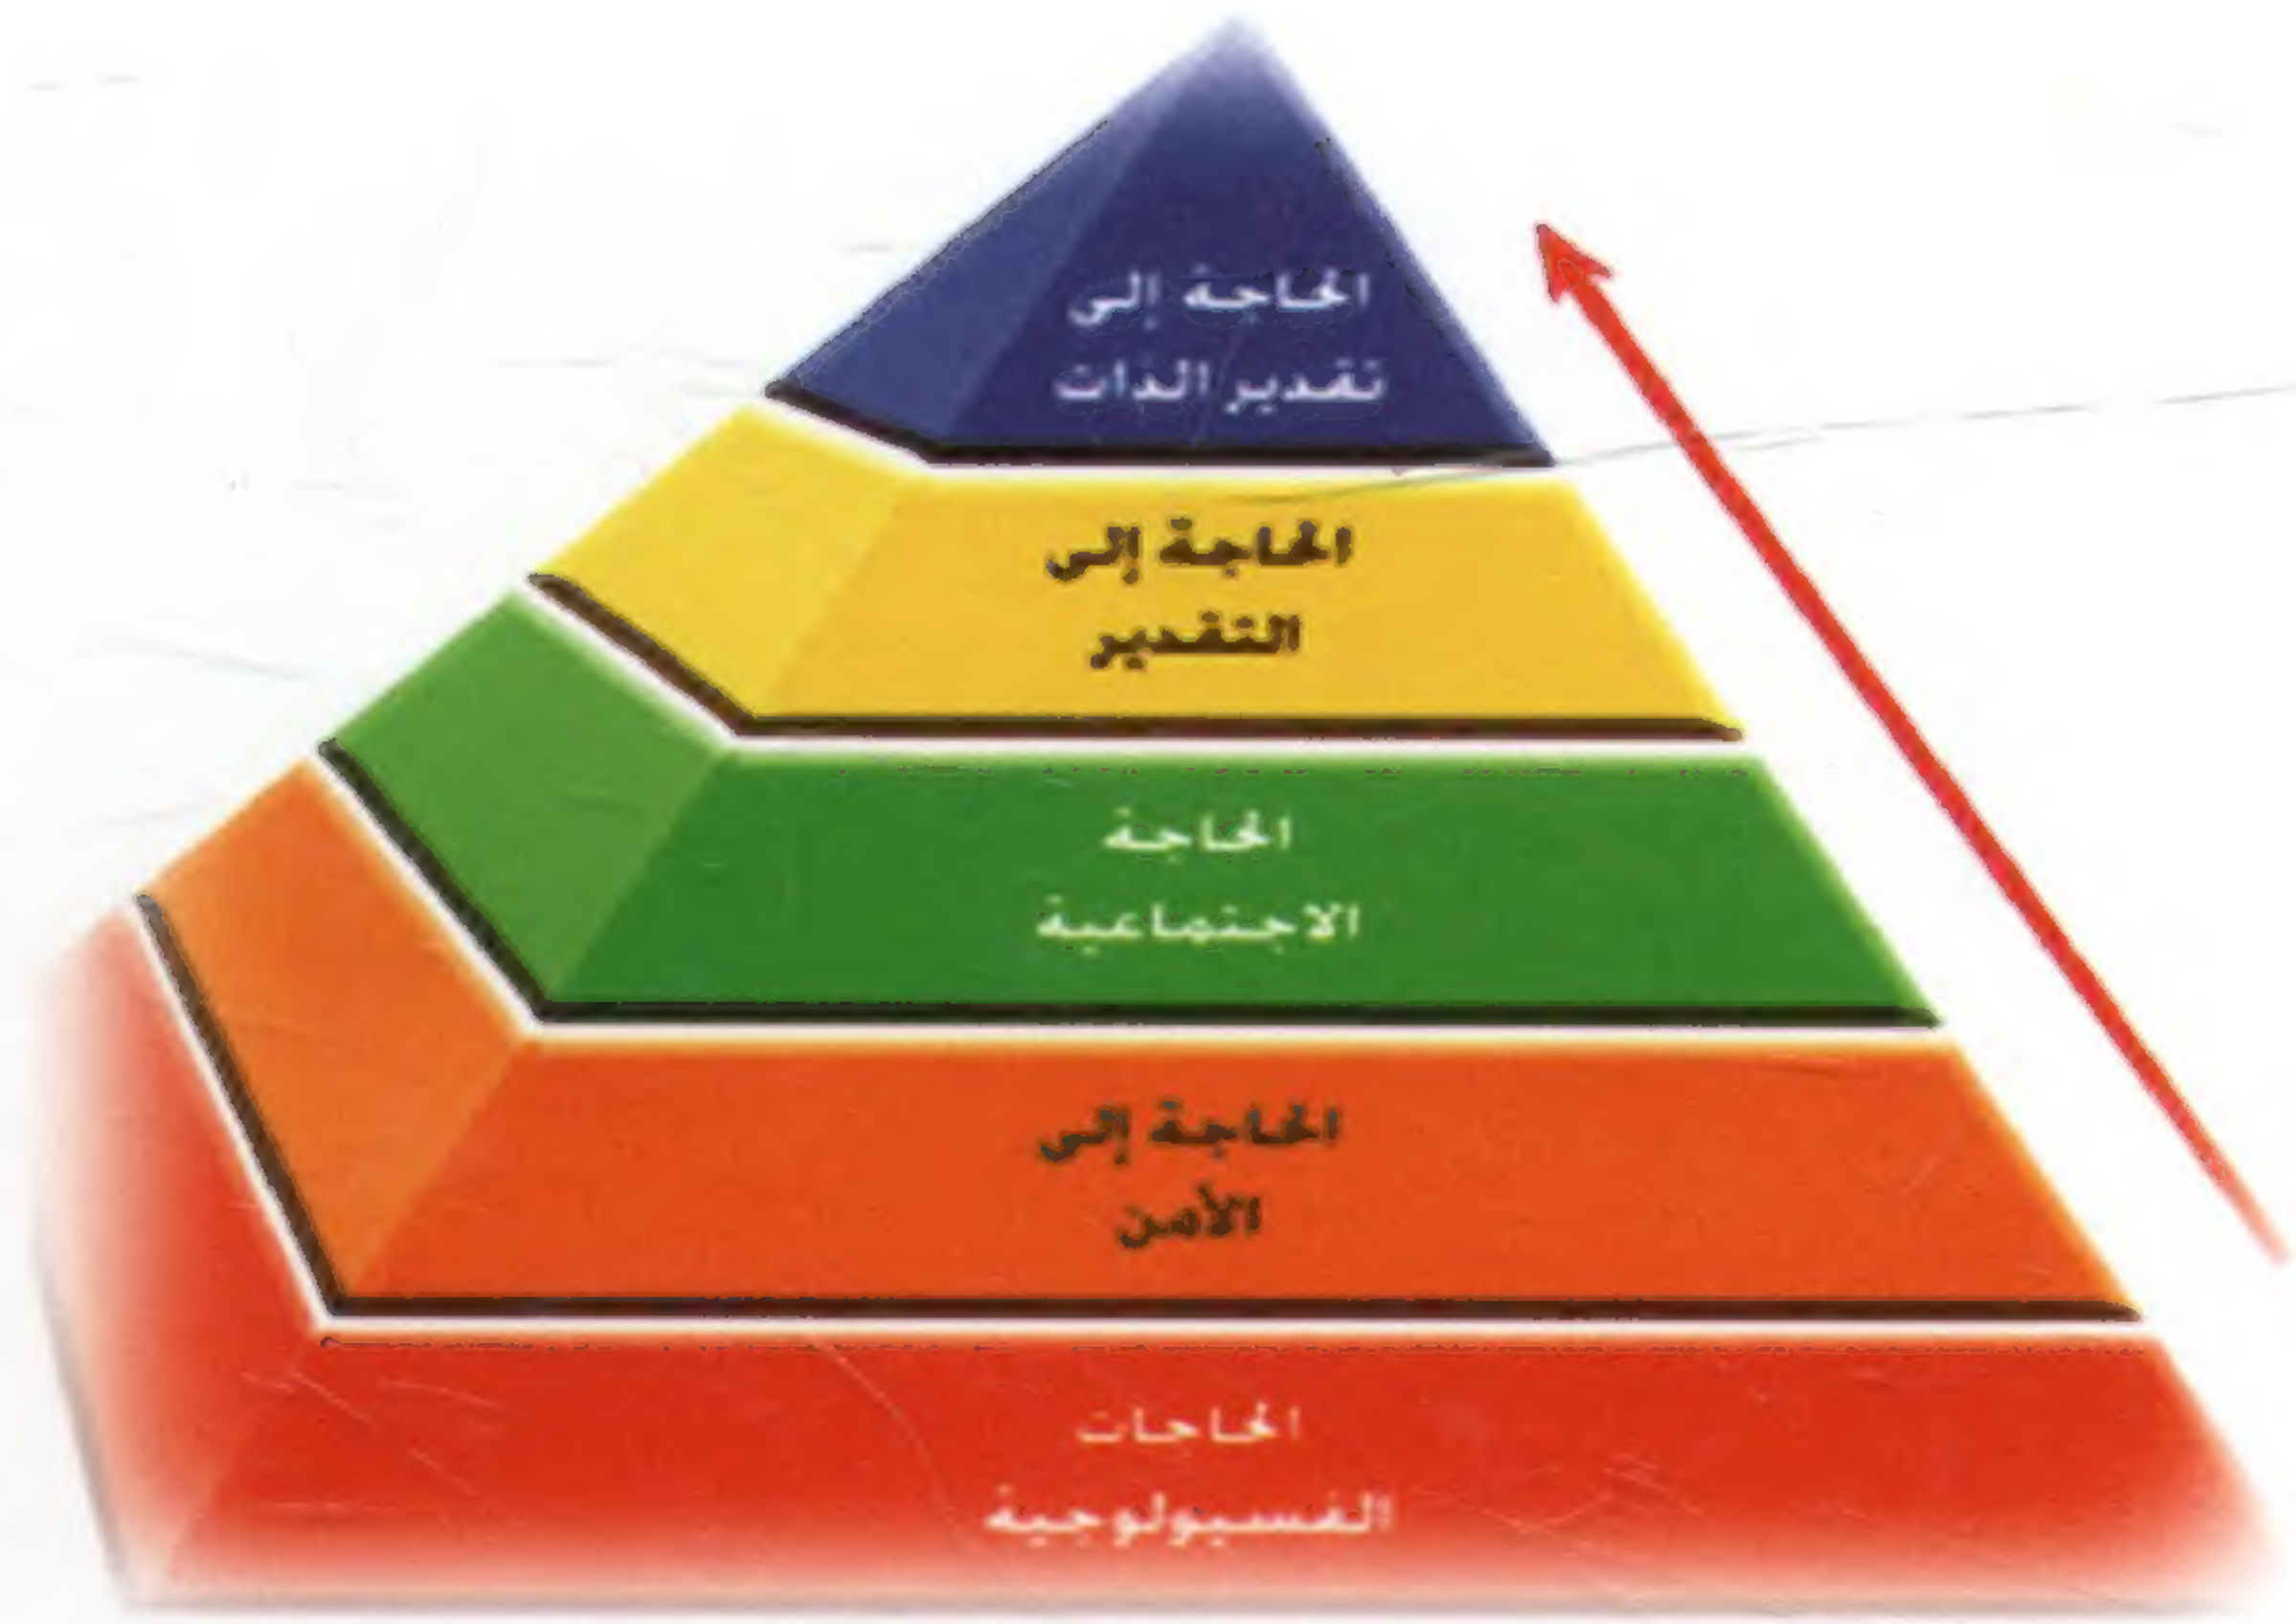 الحاجة إلى
تقدير الذات
الحاجة إلى
التقدير
الحاجة
الاجتماعية
الحاجة إلى
الأمن
الحاجات
الفسيولوجية